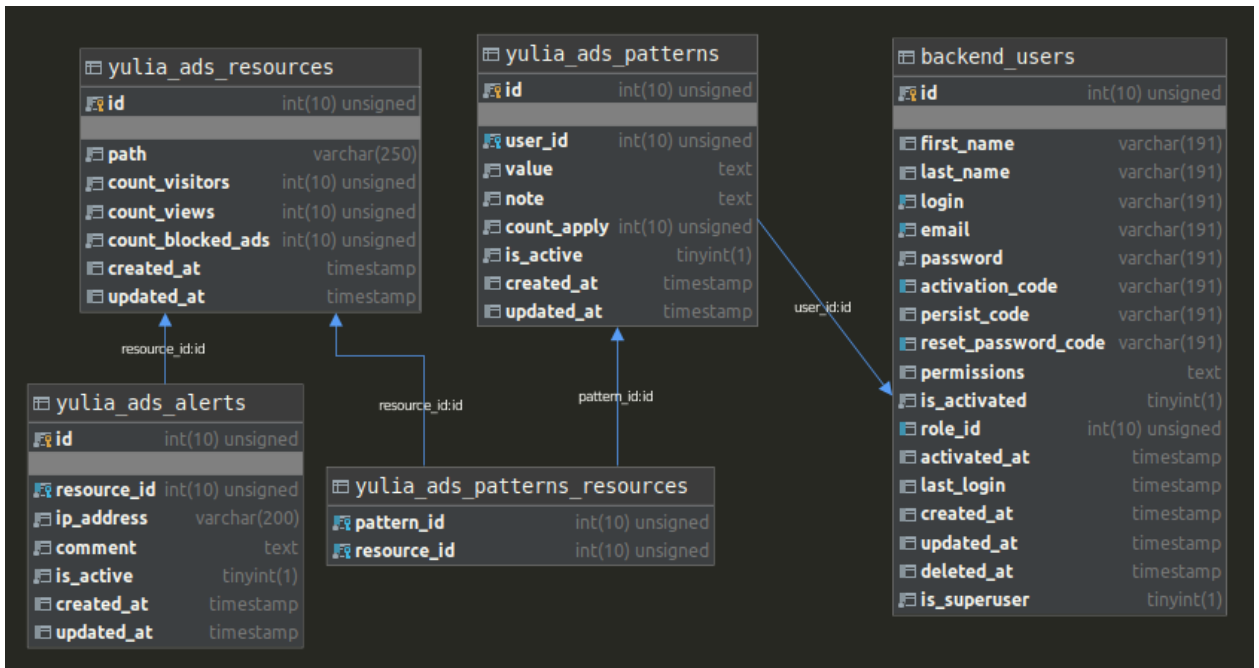 yulia_ads_resources
id int(10) unsigned
path varchar(250)
count_visitors int(10) unsigned
count_views int(10) unsigned
count_blocked_ads int(10) unsigned
created_at timestamp
updated_at timestamp
yulia_ads_patterns
id int(10) unsigned
user_id int(10) unsigned
value text
note text
count_apply int(10) unsigned
is_active tinyint(1)
created_at timestamp
updated_at timestamp
backend_users
id int(10) unsigned
first_name varchar(191)
last_name varchar(191)
login varchar(191)
email varchar(191)
password varchar(191)
activation_code varchar(191)
persist_code varchar(191)
reset_password_code varchar(191)
permissions text
is_activated tinyint(1)
role_id int(10) unsigned
activated_at timestamp
last_login timestamp
created_at timestamp
updated_at timestamp
deleted_at timestamp
is_superuser tinyint(1)
user_id:id
resource_id:id
resource_id:id
pattern_id:id
yulia_ads_alerts
id int(10) unsigned
resource_id int(10) unsigned
ip_address varchar(200)
comment text
is_active tinyint(1)
created_at timestamp
updated_at timestamp
yulia_ads_patterns_resources
pattern_id int(10) unsigned
resource_id int(10) unsigned